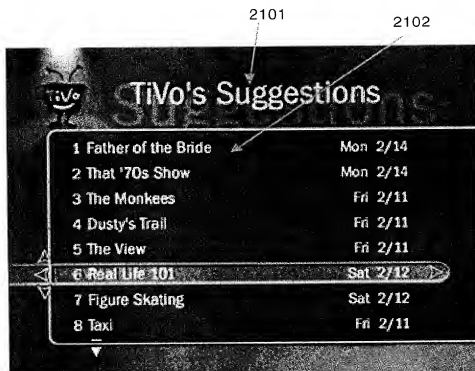 2101
2102
TiVo
TiVo's Suggestions
1 Father of the Bride Mon 2/14
2 That '70s Show Mon 2/14
3 The Monkees Fri 2/11
4 Dusty's Trail Fri 2/11
5 The View Fri 2/11
6 Real Life 101 Sat 2/12
7 Figure Skating Sat 2/12
8 Taxi Fri 2/11